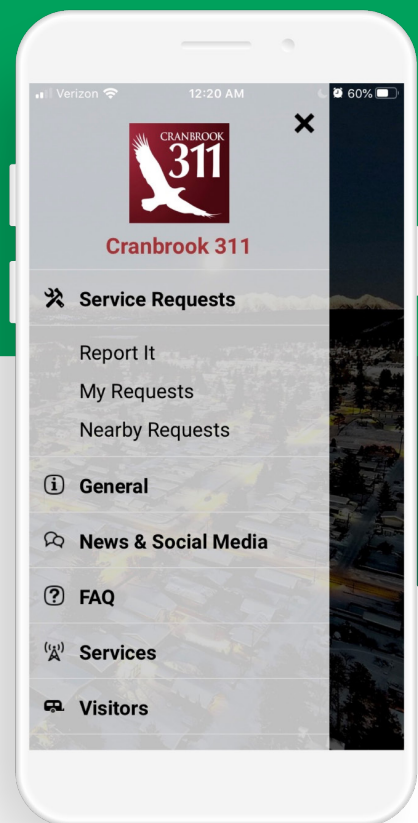 Verizon 12:20 AM 60%
CRANBROOK
311
Cranbrook 311
Service Requests
Report It
My Requests
Nearby Requests
General
News & Social Media
FAQ
Services
Visitors